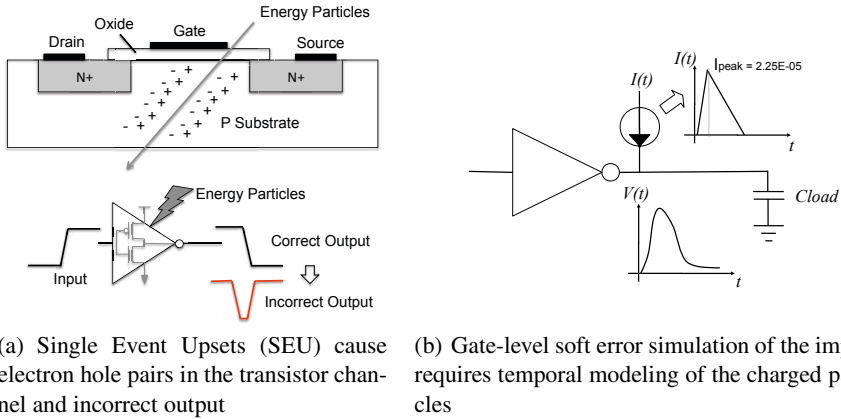 Energy Particles
Oxide
Gate
Drain
Source
N+
N+
- + - + - + - + - +
- + - + - + - + - +
P Substrate
Energy Particles
Input
Correct Output
Incorrect Output
(a) Single Event Upsets (SEU) cause
electron hole pairs in the transistor chan-
nel and incorrect output
I(t)
I(t)
Ipeak = 2.25E-05
t
Cload
V(t)
t
(b) Gate-level soft error simulation of the
requires temporal modeling of the charged
cles